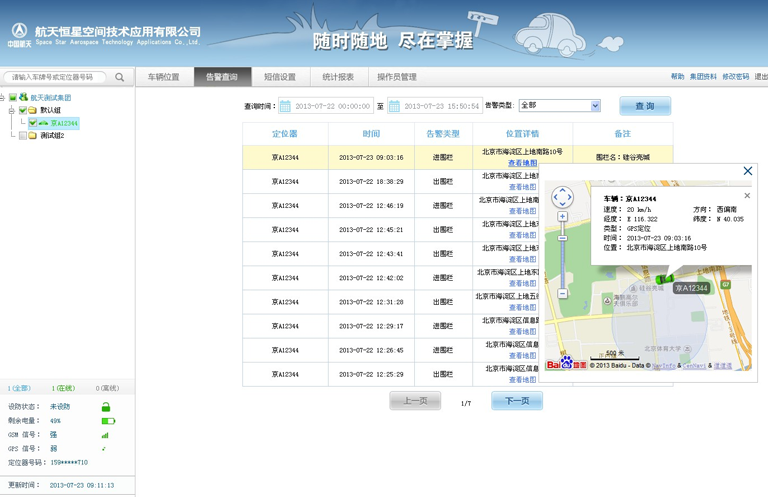 航天恒星空间技术应用有限公司
中国航天 Space Star Aerospace Technology Applications Co.,Ltd.
随时随地 尽在掌握
请输入车牌号或定位器号码
车辆位置 告警查询 短信设置 统计报表 操作员管理
帮助 集团资料 修改密码 退出
航天测试集团
默认组
京A12344
测试组2
查询时间: 2013-07-22 00:00:00 至 2013-07-23 15:50:54 告警类型: 全部 查询
定位器 时间 告警类型 位置详情 备注
京A12344 2013-07-23 09:03:16 进围栏 北京市海淀区上地南路10号 查看地图 围栏名:硅谷亮城
京A12344 2013-07-22 18:38:29 出围栏 北京市海淀区上地 查看地图
京A12344 2013-07-22 12:46:19 进围栏 北京市海淀区上地南 查看地图
京A12344 2013-07-22 12:45:21 出围栏 北京市海淀区上地南 查看地图
京A12344 2013-07-22 12:43:41 出围栏 北京市海淀区上地 查看地图
京A12344 2013-07-22 12:42:02 进围栏 北京市海淀区上地东 查看地图
京A12344 2013-07-22 12:31:28 出围栏 北京市海淀区上地五 查看地图
京A12344 2013-07-22 12:29:17 进围栏 北京市海淀区信息 查看地图
京A12344 2013-07-22 12:26:45 进围栏 北京市海淀区信息 查看地图
京A12344 2013-07-22 12:25:29 出围栏 北京市海淀区信息 查看地图
上一页 1/7 下一页
车辆:京A12344
速度: 20 km/h 方向: 西偏南
经度: E 116.322 纬度: N 40.035
类型: GPS定位
时间: 2013-07-23 09:03:16
位置: 北京市海淀区上地南路10号
上地南路
G7
京A12344
硅谷亮城
北京体育大学
500 米
Bai du 地图 © 2013 Baidu - Data © NavInfo & CenNavi & 道道通
1(全部) 1(在线) 0(离线)
设防状态: 未设防
剩余电量: 49%
GSM 信号: 强
GPS 信号: 弱
定位器号码: 159*****710
更新时间: 2013-07-23 09:11:13